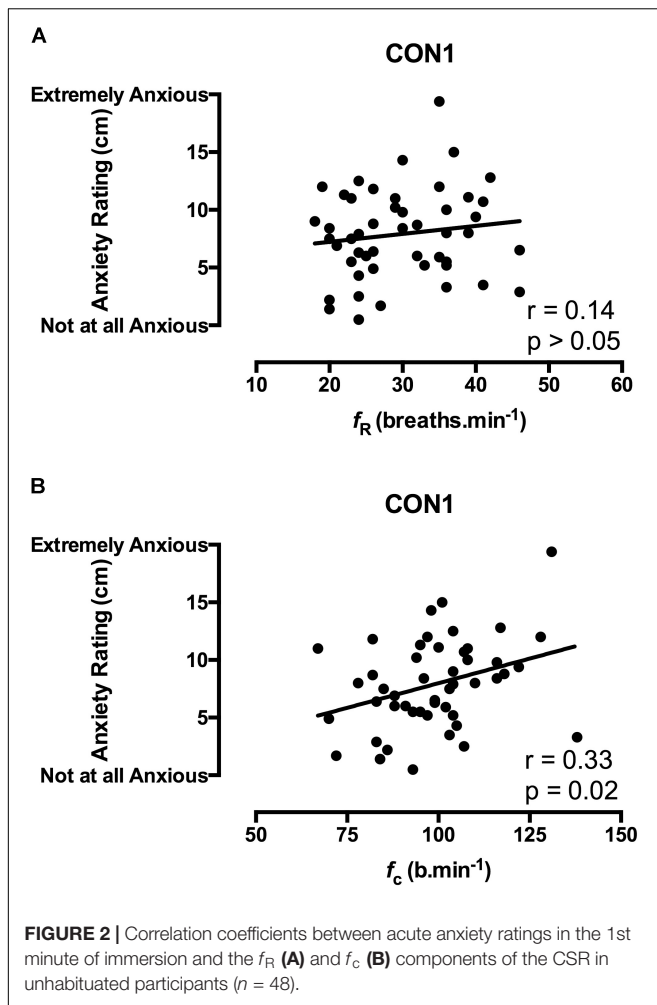 A
CON1
Extremely Anxious
15
10
5
Not at all Anxious
Anxiety Rating (cm)
r = 0.14
p > 0.05
10 20 30 40 50 60
fR (breaths.min-1)
B
CON1
Extremely Anxious
15
10
5
Not at all Anxious
Anxiety Rating (cm)
r = 0.33
p = 0.02
50 75 100 125 150
fc (b.min-1)
FIGURE 2 | Correlation coefficients between acute anxiety ratings in the 1st
minute of immersion and the fR (A) and fc (B) components of the CSR in
unhabituated participants (n = 48).